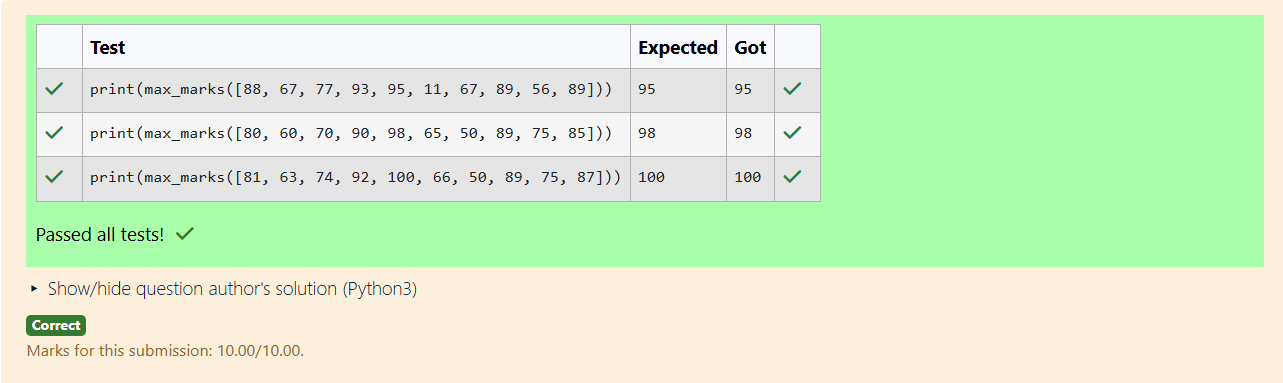 Test Expected Got
print(max_marks([88, 67, 77, 93, 95, 11, 67, 89, 56, 89])) 95 95
print(max_marks([80, 60, 70, 90, 98, 65, 50, 89, 75, 85])) 98 98
print(max_marks([81, 63, 74, 92, 100, 66, 50, 89, 75, 87])) 100 100
Passed all tests!
Show/hide question author's solution (Python3)
Correct
Marks for this submission: 10.00/10.00.